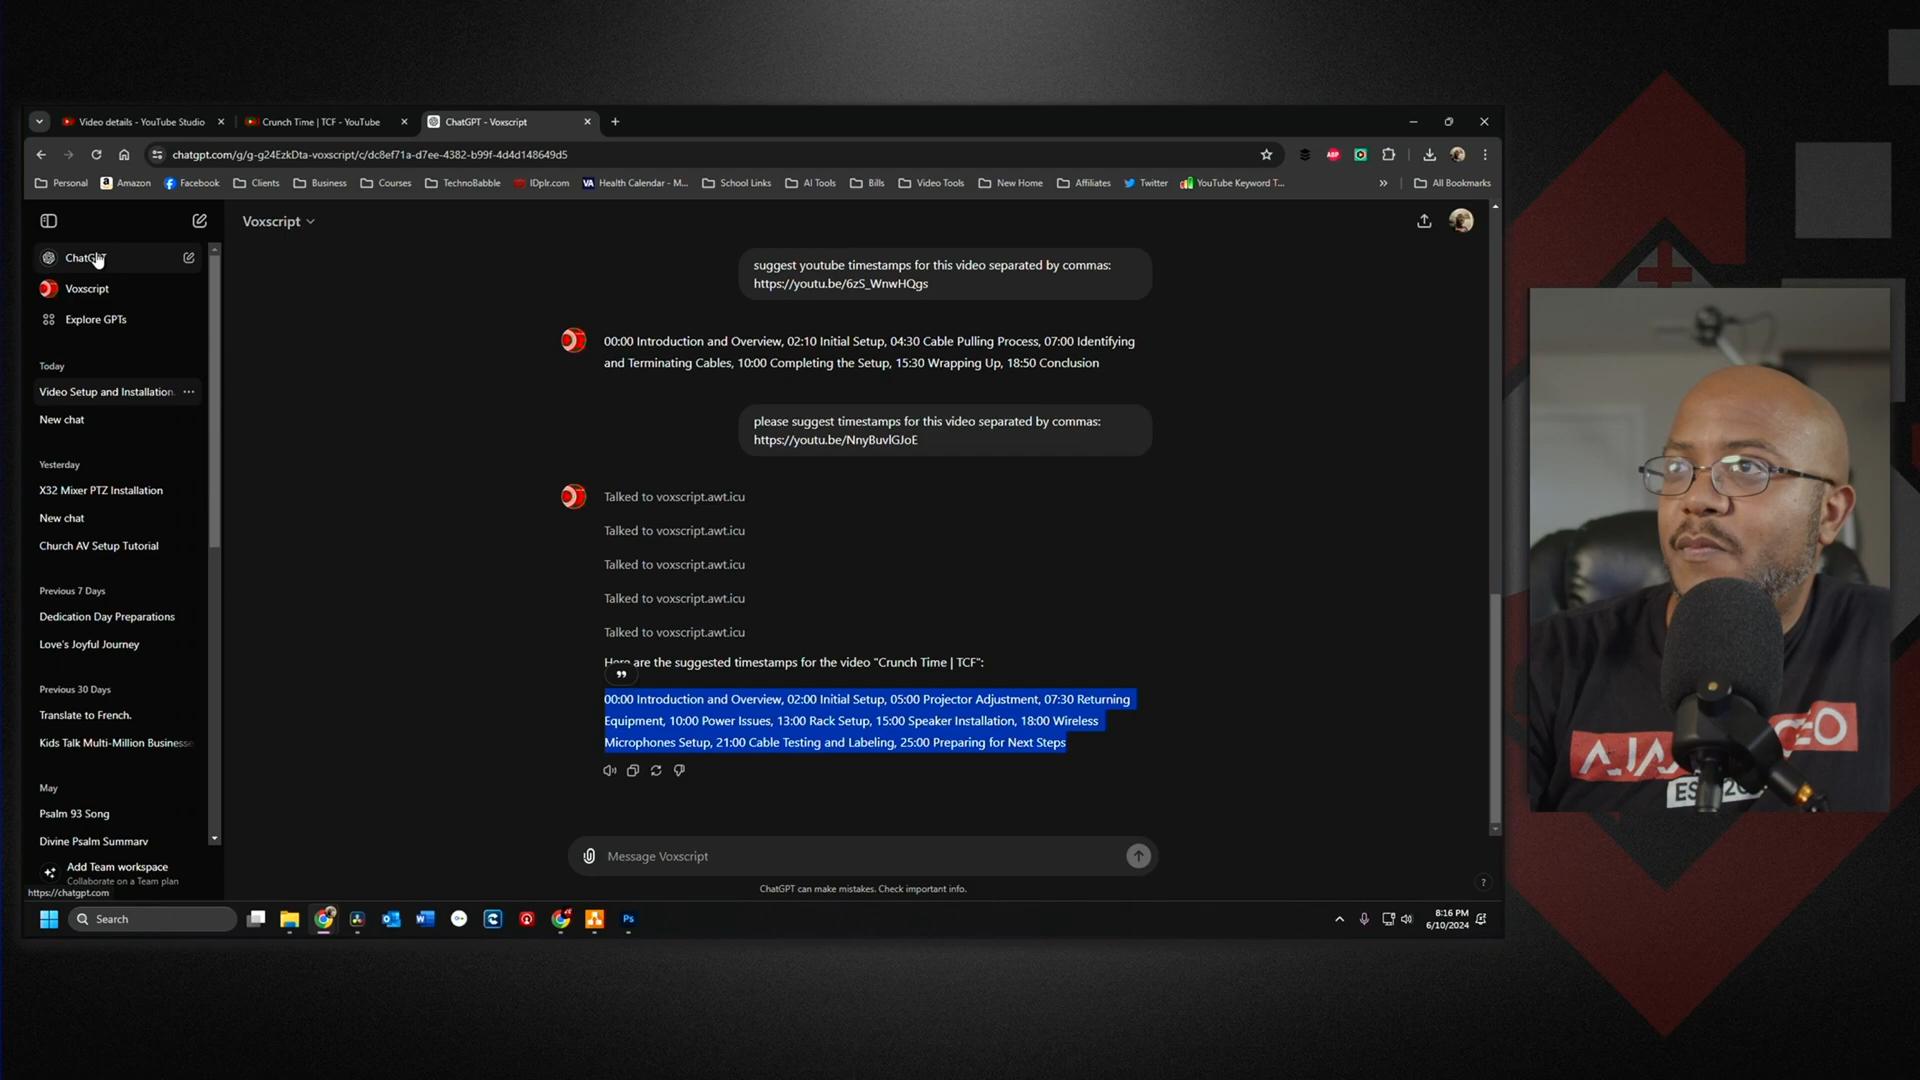 Video details - YouTube Studio
Crunch Time | TCF - YouTube
ChatGPT - Voxscript
chatgpt.com/g/g-g24EzkDta-voxscript/c/dc8ef71a-d7ee-4382-b99f-4d4d148649d5
ABP
Personal
Amazon
Facebook
Clients
Business
Courses
TechnoBabble
IDplr.com
VA Health Calendar - M...
School Links
AI Tools
Bills
Video Tools
New Home
Affiliates
Twitter
YouTube Keyword T...
All Bookmarks
Voxscript
ChatGPT
Voxscript
Explore GPTs
Today
Video Setup and Installation
New chat
Yesterday
X32 Mixer PTZ Installation
New chat
Church AV Setup Tutorial
Previous 7 Days
Dedication Day Preparations
Love's Joyful Journey
Previous 30 Days
Translate to French.
Kids Talk Multi-Million Businesse
May
Psalm 93 Song
Divine Psalm Summary
Add Team workspace
Collaborate on a Team plan
https://chatgpt.com
suggest youtube timestamps for this video separated by commas:
https://youtu.be/6zS_WnwHQgs
00:00 Introduction and Overview, 02:10 Initial Setup, 04:30 Cable Pulling Process, 07:00 Identifying
and Terminating Cables, 10:00 Completing the Setup, 15:30 Wrapping Up, 18:50 Conclusion
please suggest timestamps for this video separated by commas:
https://youtu.be/NnyBuvlGJoE
Talked to voxscript.awt.icu
Talked to voxscript.awt.icu
Talked to voxscript.awt.icu
Talked to voxscript.awt.icu
Talked to voxscript.awt.icu
Here are the suggested timestamps for the video "Crunch Time | TCF":
00:00 Introduction and Overview, 02:00 Initial Setup, 05:00 Projector Adjustment, 07:30 Returning
Equipment, 10:00 Power Issues, 13:00 Rack Setup, 15:00 Speaker Installation, 18:00 Wireless
Microphones Setup, 21:00 Cable Testing and Labeling, 25:00 Preparing for Next Steps
Message Voxscript
ChatGPT can make mistakes. Check important info.
?
Search
Ps
8:16 PM
6/10/2024